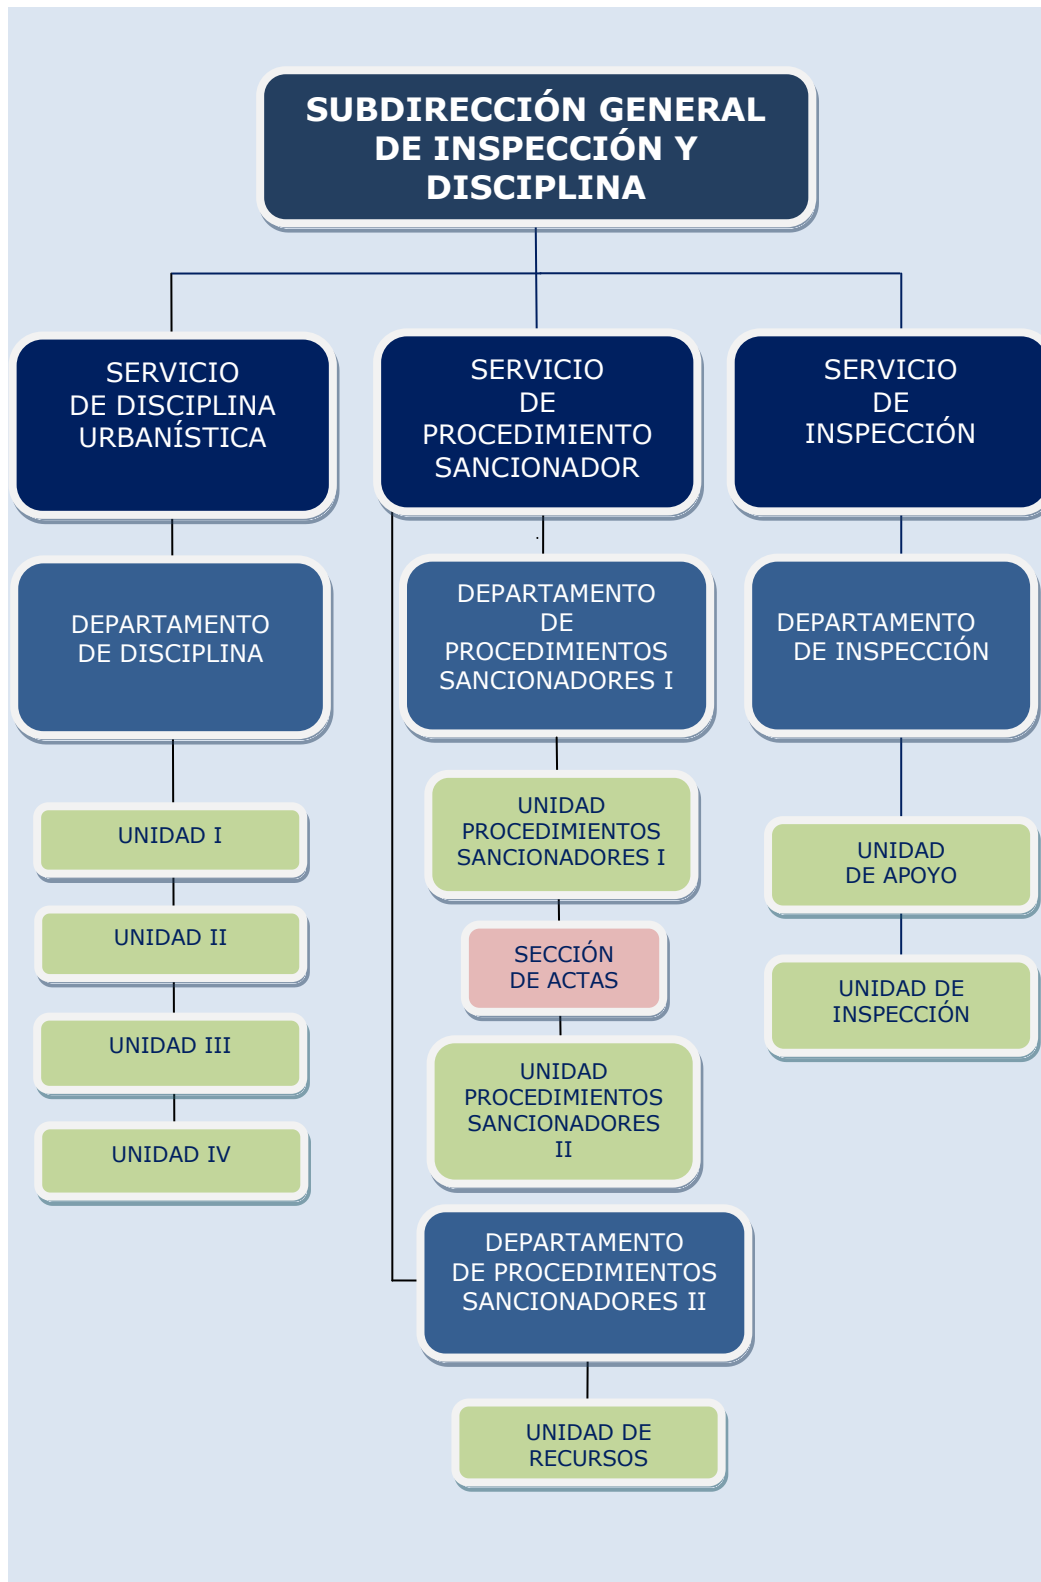 SUBDIRECCIÓN GENERAL
DE INSPECCIÓN Y
DISCIPLINA
SERVICIO
DE DISCIPLINA
URBANÍSTICA
SERVICIO
DE
PROCEDIMIENTO
SANCIONADOR
SERVICIO
DE
INSPECCIÓN
DEPARTAMENTO
DE DISCIPLINA
DEPARTAMENTO
DE
PROCEDIMIENTOS
SANCIONADORES I
DEPARTAMENTO
DE INSPECCIÓN
UNIDAD I
UNIDAD II
UNIDAD III
UNIDAD IV
UNIDAD
PROCEDIMIENTOS
SANCIONADORES I
SECCIÓN
DE ACTAS
UNIDAD
PROCEDIMIENTOS
SANCIONADORES
II
DEPARTAMENTO
DE PROCEDIMIENTOS
SANCIONADORES II
UNIDAD DE
RECURSOS
UNIDAD
DE APOYO
UNIDAD DE
INSPECCIÓN